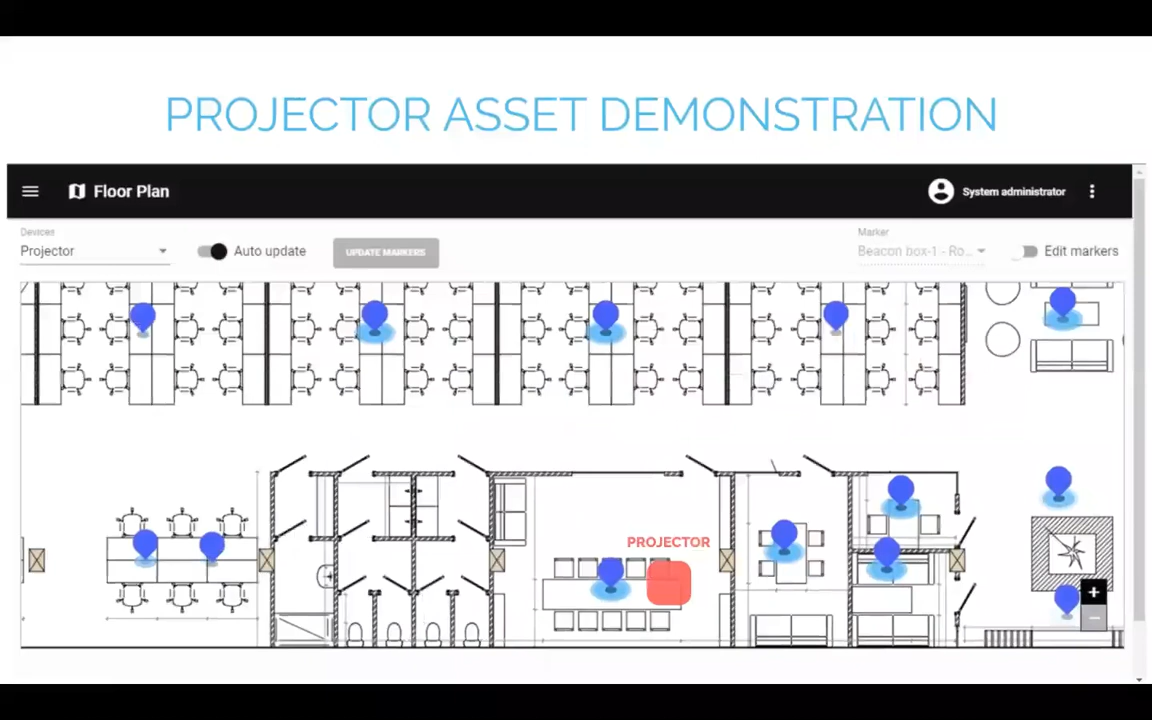 PROJECTOR ASSET DEMONSTRATION
Floor Plan
System administrator
Devices
Projector
Auto update
UPDATE MARKERS
Marker
Beacon box-1 - Ro...
Edit markers
PROJECTOR
+
−